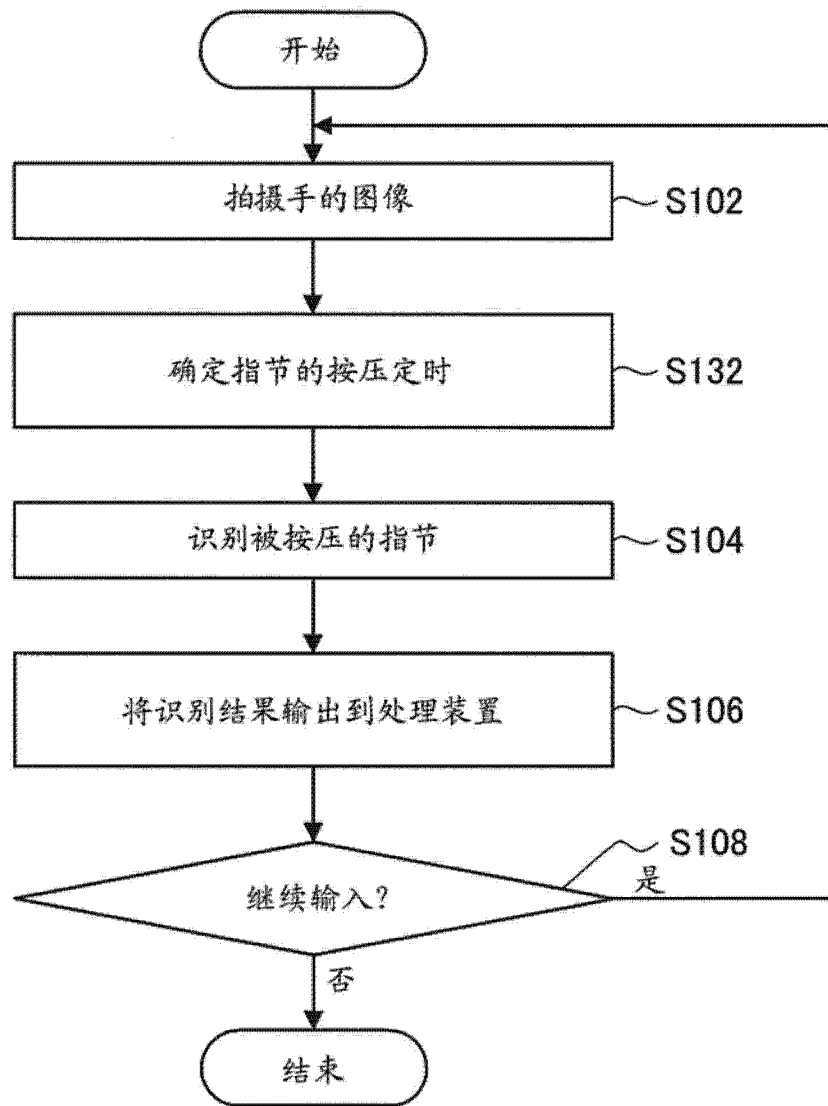 开始
拍摄手的图像
S102
确定指节的按压定时
S132
识别被按压的指节
S104
将识别结果输出到处理装置
S106
S108
继续输入?
是
否
结束